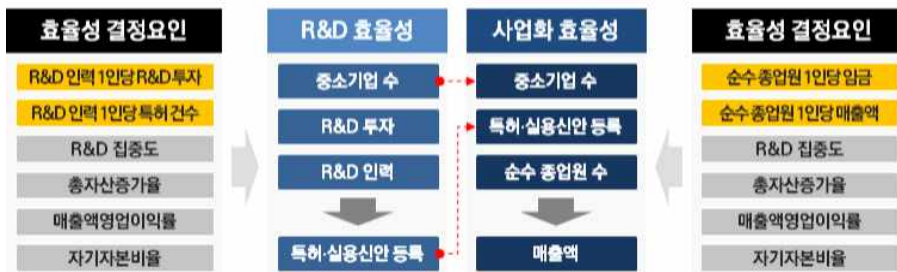 효율성 결정요인
R&D 인력 1인당 R&D 투자
R&D 인력 1인당 특허 건수
R&D 집중도
총자산증가율
매출액영업이익률
자기자본비율
R&D 효율성
중소기업 수
R&D 투자
R&D 인력
특허·실용신안 등록
사업화 효율성
중소기업 수
특허·실용신안 등록
순수 종업원 수
매출액
효율성 결정요인
순수 종업원 1인당 임금
순수 종업원 1인당 매출액
R&D 집중도
총자산증가율
매출액영업이익률
자기자본비율